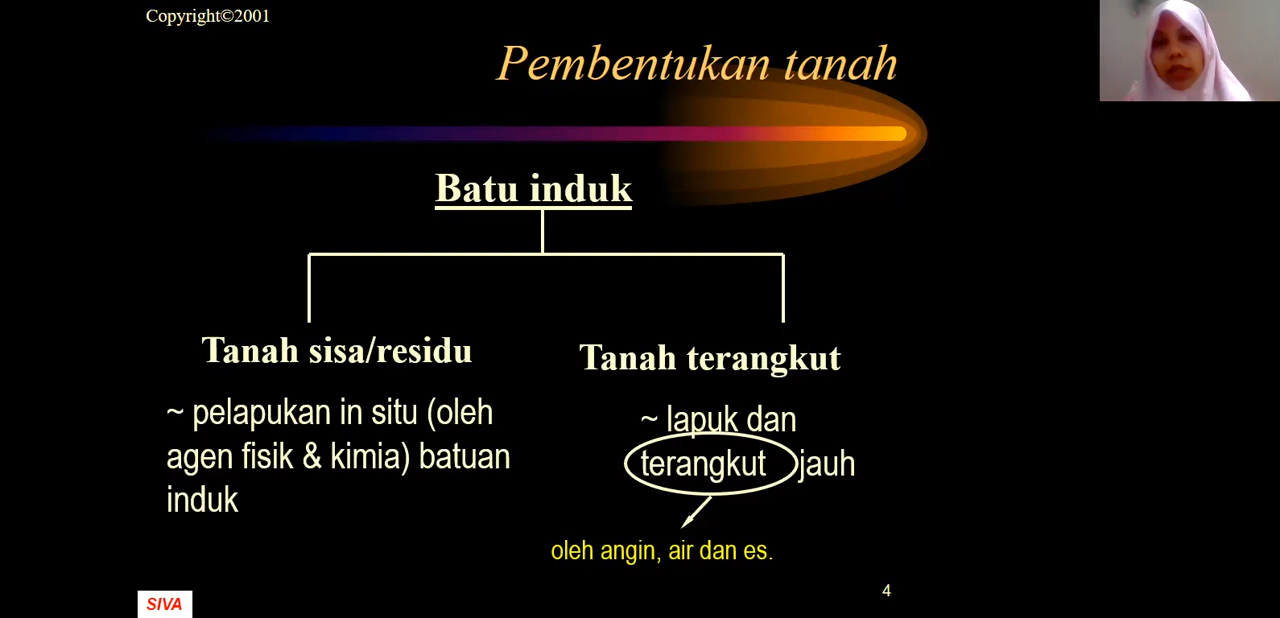 Copyright©2001
Pembentukan tanah
Batu induk
Tanah sisa/residu
~ pelapukan in situ (oleh
agen fisik & kimia) batuan
induk
Tanah terangkut
~ lapuk dan
terangkut jauh
oleh angin, air dan es.
SIVA
4